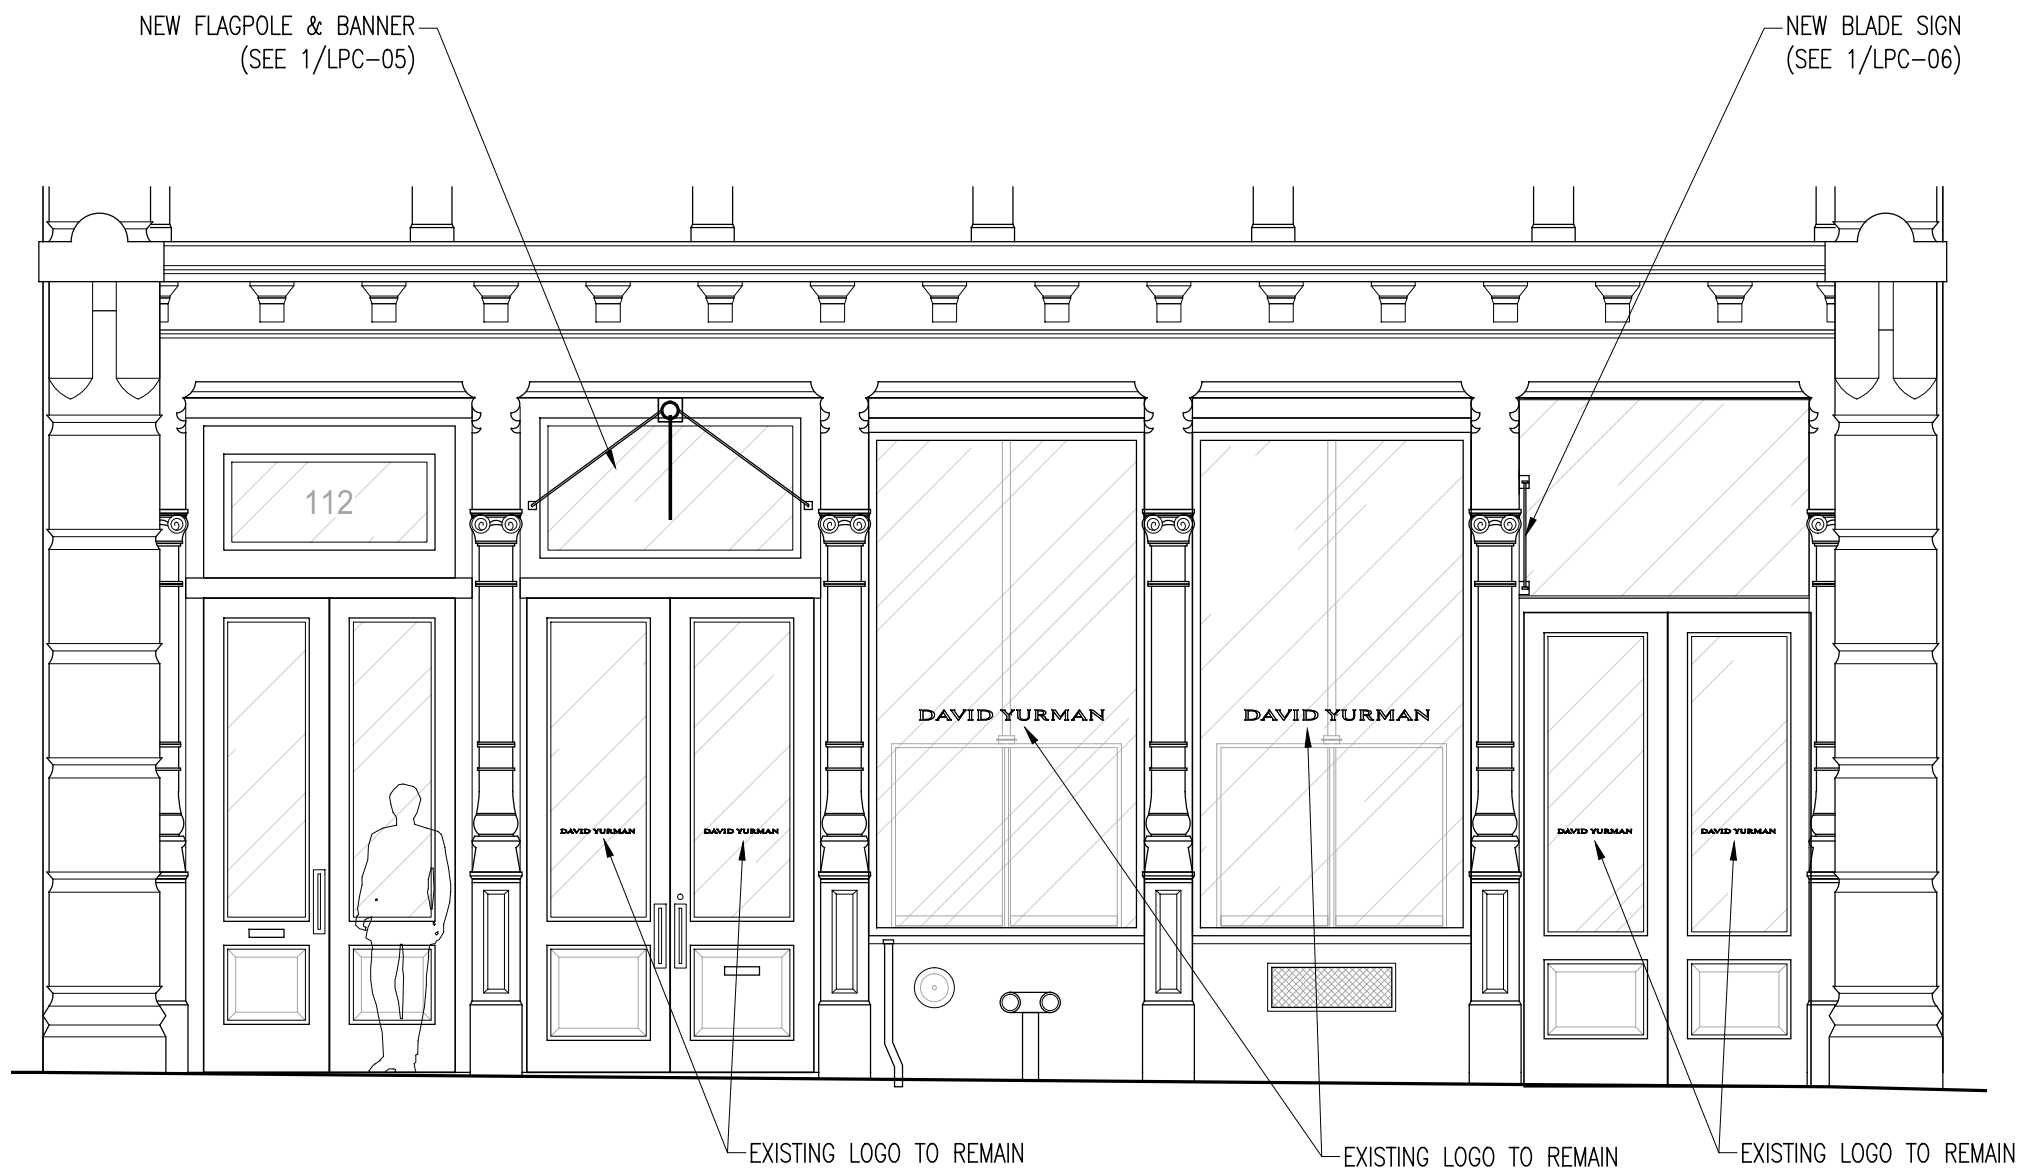 NEW FLAGPOLE & BANNER
(SEE 1/LPC-05)
NEW BLADE SIGN
(SEE 1/LPC-06)
112
DAVID YURMAN
DAVID YURMAN
DAVID YURMAN
DAVID YURMAN
DAVID YURMAN
DAVID YURMAN
EXISTING LOGO TO REMAIN
EXISTING LOGO TO REMAIN
EXISTING LOGO TO REMAIN